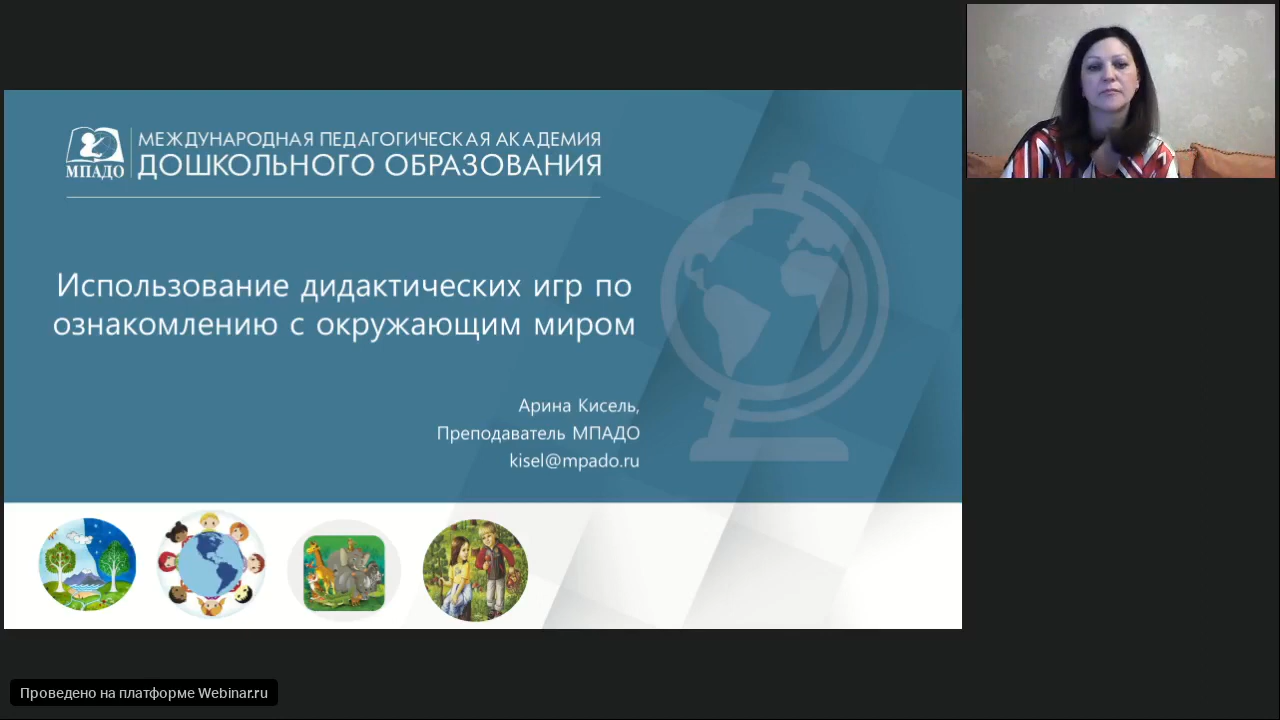 МЕЖДУНАРОДНАЯ ПЕДАГОГИЧЕСКАЯ АКАДЕМИЯ
МПАДО ДОШКОЛЬНОГО ОБРАЗОВАНИЯ
Использование дидактических игр по
ознакомлению с окружающим миром
Арина Кисель,
Преподаватель МПАДО
kisel@mpado.ru
Проведено на платформе Webinar.ru